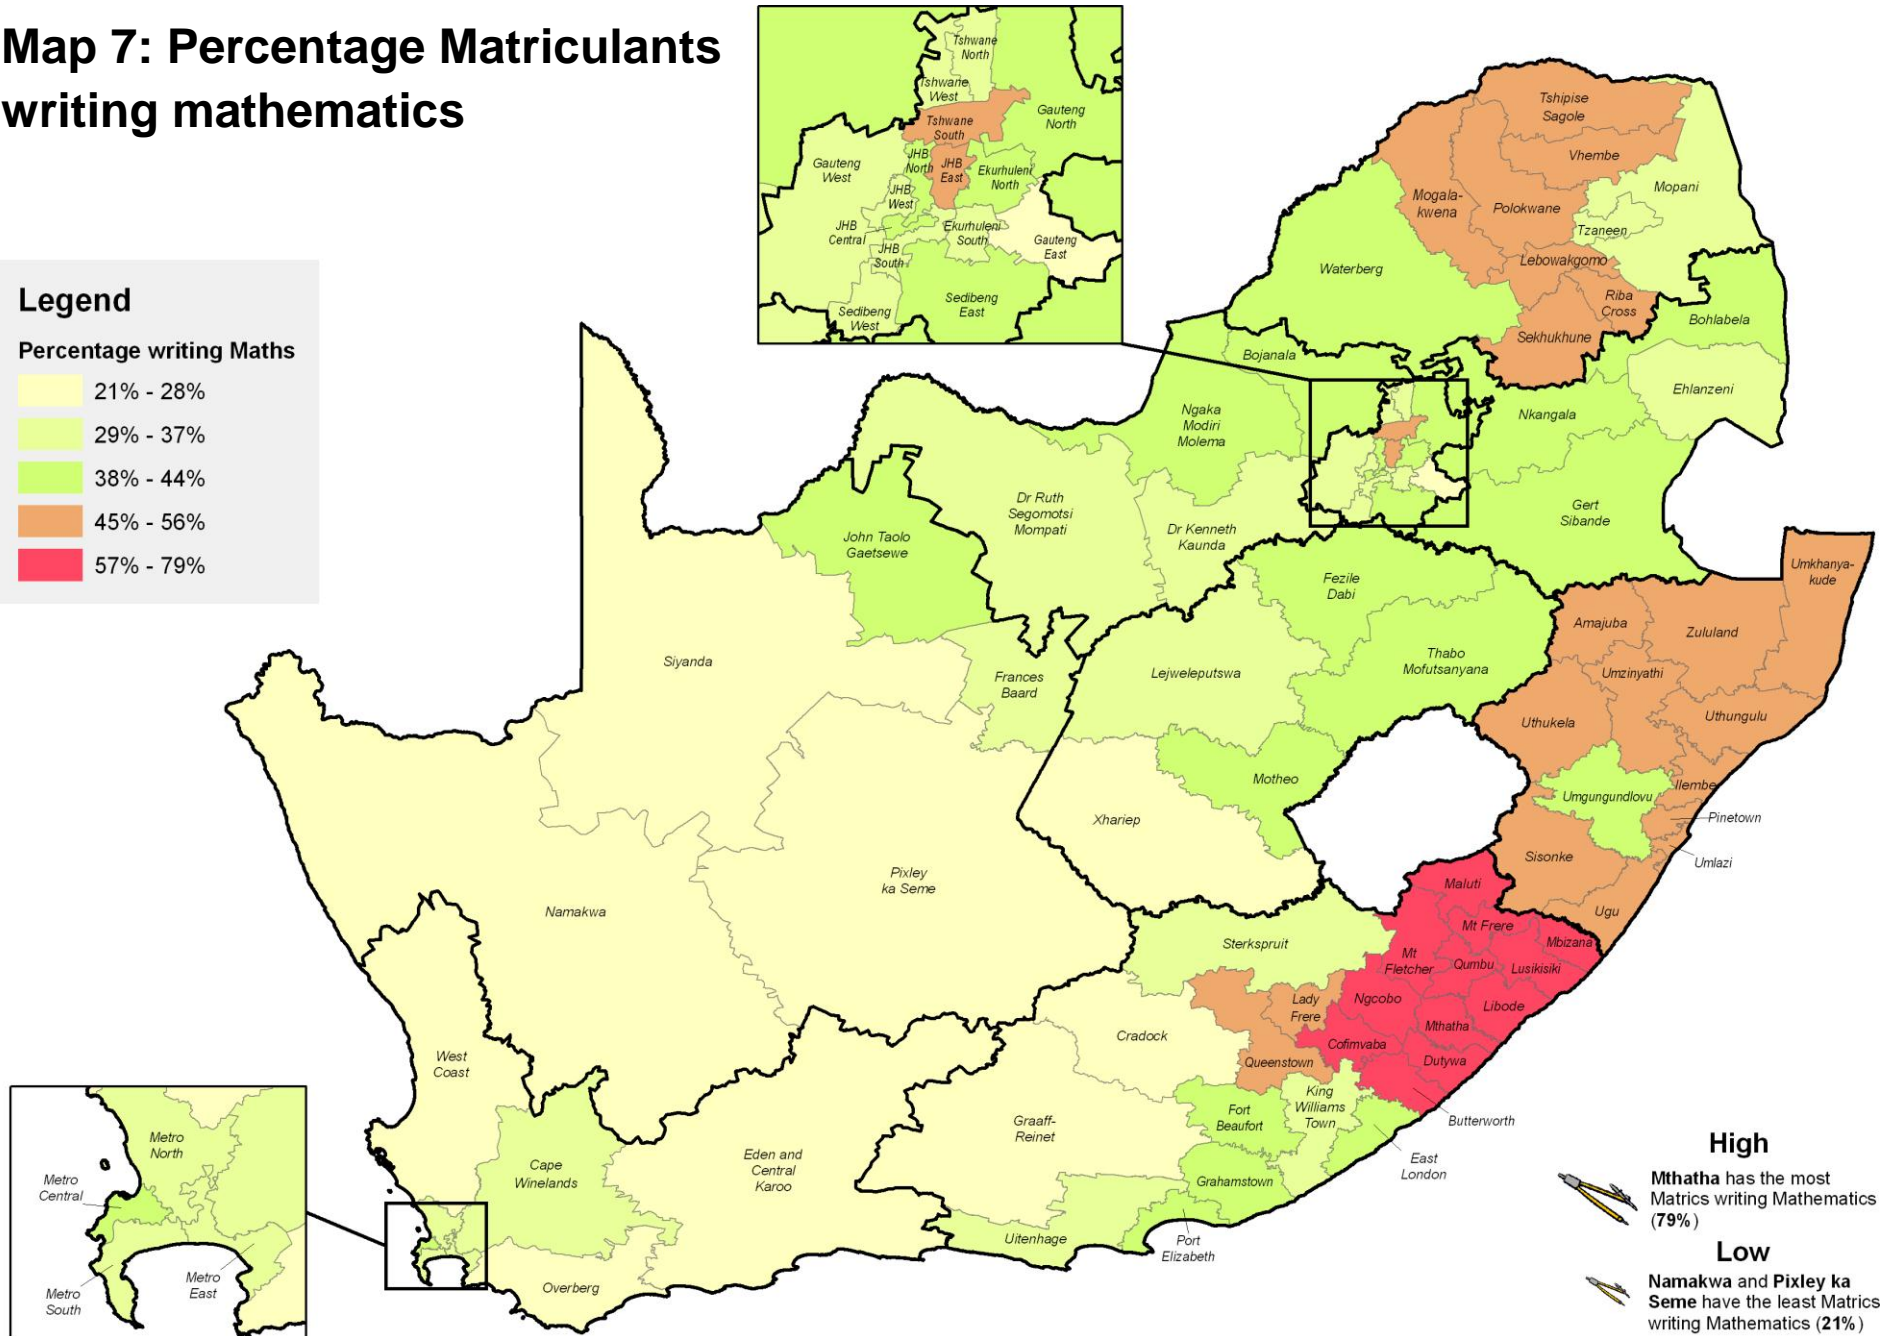 Map 7: Percentage Matriculants
writing mathematics
Legend
Percentage writing Maths
21% - 28%
29% - 37%
38% - 44%
45% - 56%
57% - 79%
Tshwane
North
Tshwane
West
Tshwane
South
Gauteng
North
Gauteng
West
JHB
North
JHB
East
Ekurhuleni
North
JHB
West
JHB
Central
Ekurhuleni
South
JHB
South
Gauteng
East
Sedibeng
East
Sedibeng
West
Tshipise
Sagole
Vhembe
Mopani
Mogala-
kwena
Polokwane
Tzaneen
Lebowakgomo
Waterberg
Riba
Cross
Bohlabela
Sekhukhune
Bojanala
Ehlanzeni
Ngaka
Modiri
Molema
Nkangala
Dr Ruth
Segomotsi
Mompati
Gert
Sibande
John Taolo
Gaetsewe
Dr Kenneth
Kaunda
Fezile
Dabi
Umkhanya-
kude
Amajuba
Zululand
Siyanda
Thabo
Mofutsanyana
Lejweleputswa
Umzinyathi
Frances
Baard
Uthukela
Uthungulu
Motheo
Ilembe
Umgungundlovu
Xhariep
Pinetown
Umlazi
Sisonke
Pixley
ka Seme
Maluti
Namakwa
Ugu
Mt Frere
Mbizana
Sterkspruit
Mt
Fletcher
Qumbu
Lusikisiki
Lady
Frere
Ngcobo
Libode
Mthatha
Cradock
Cofimvaba
Queenstown
Dutywa
West
Coast
King
Williams
Town
Butterworth
Fort
Beaufort
Graaff-
Reinet
East
London
Eden and
Central
Karoo
Cape
Winelands
Grahamstown
Uitenhage
Port
Elizabeth
Overberg
Metro
North
Metro
Central
Metro
East
Metro
South
High
Mthatha has the most
Matrics writing Mathematics
(79%)
Low
Namakwa and Pixley ka
Seme have the least Matrics
writing Mathematics (21%)